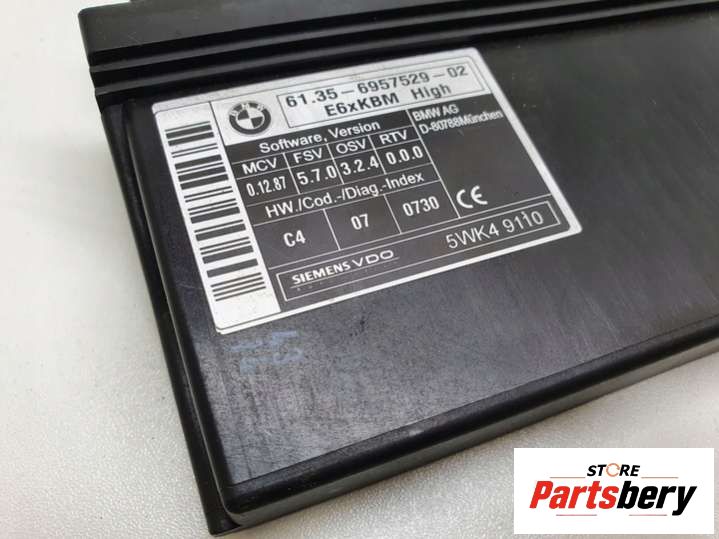 BMW
61.35-6957529-02
E6xKBM High
Software, Version
MCV FSV OSV RTV
0.12.87 5.7.0 3.2.4 0.0.0
BMW AG
D-80788München
HW./Cod.-/Diag.-Index
C4 07 0730
CE
SIEMENS VDO
5WK4 9110
STORE
Partsbery